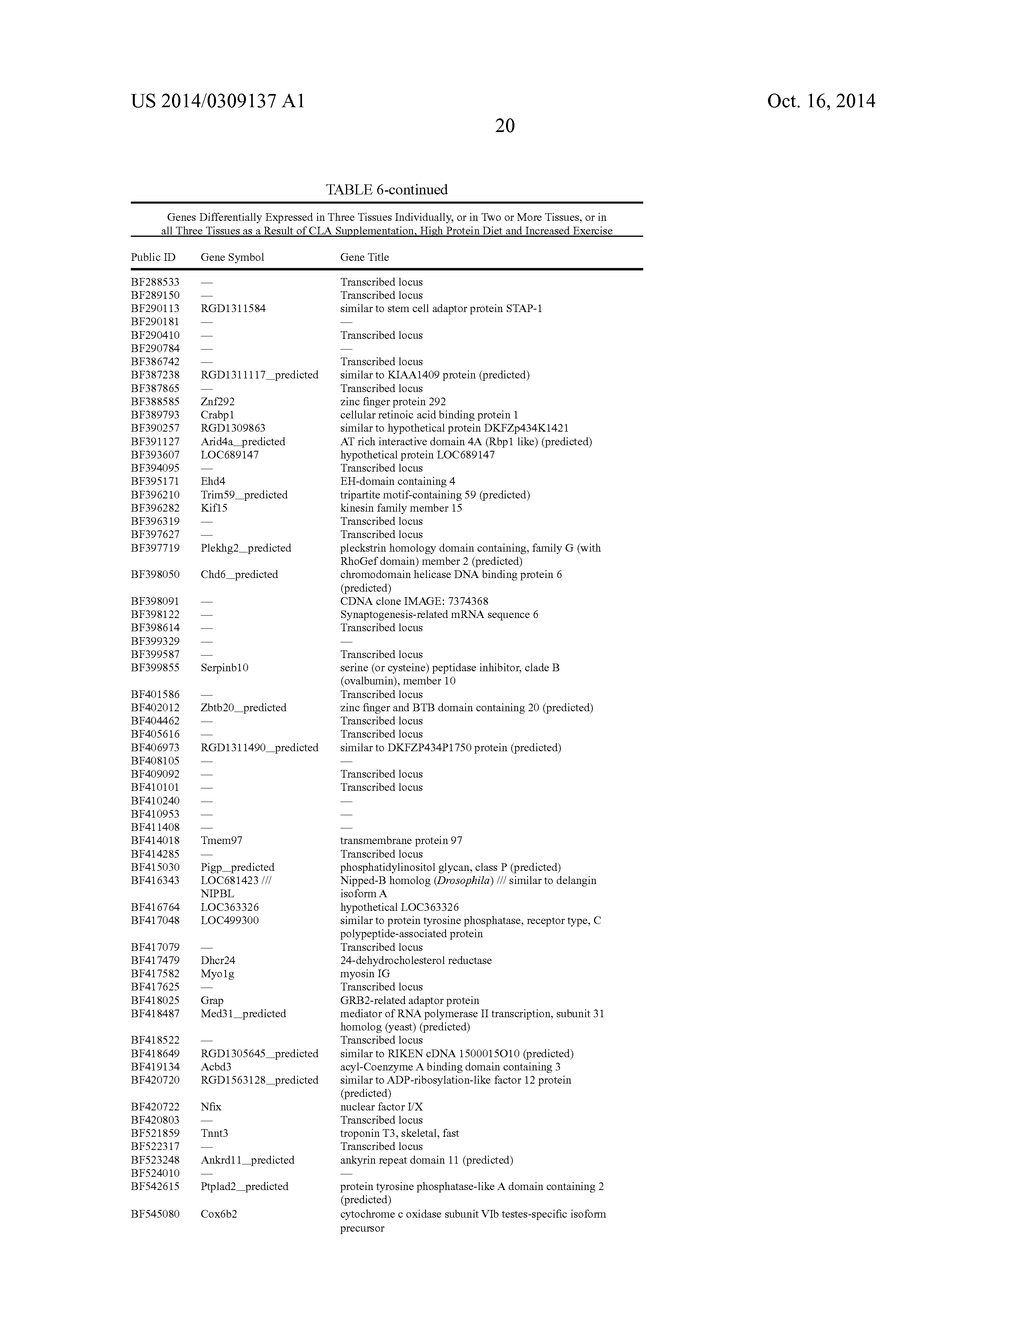 US 2014/0309137 A1 Oct. 16, 2014
20
TABLE 6-continued
Genes Differentially Expressed in Three Tissues Individually, or in Two or More Tissues, or in
all Three Tissues as a Result of CLA Supplementation, High Protein Diet and Increased Exercise
Public ID Gene Symbol Gene Title
BF288533 — Transcribed locus
BF289150 — Transcribed locus
BF290113 RGD1311584 similar to stem cell adaptor protein STAP-1
BF290181 — —
BF290410 — Transcribed locus
BF290784 — —
BF386742 — Transcribed locus
BF387238 RGD1311117_predicted similar to KIAA1409 protein (predicted)
BF387865 — Transcribed locus
BF388585 Znf292 zinc finger protein 292
BF389793 Crabp1 cellular retinoic acid binding protein 1
BF390257 RGD1309863 similar to hypothetical protein DKFZp434K1421
BF391127 Arid4a_predicted AT rich interactive domain 4A (Rbp1 like) (predicted)
BF393607 LOC689147 hypothetical protein LOC689147
BF394095 — Transcribed locus
BF395171 Ehd4 EH-domain containing 4
BF396210 Trim59_predicted tripartite motif-containing 59 (predicted)
BF396282 Kif15 kinesin family member 15
BF396319 — Transcribed locus
BF397627 — Transcribed locus
BF397719 Plekhg2_predicted pleckstrin homology domain containing, family G (with
RhoGef domain) member 2 (predicted)
BF398050 Chd6_predicted chromodomain helicase DNA binding protein 6
(predicted)
BF398091 — CDNA clone IMAGE: 7374368
BF398122 — Synaptogenesis-related mRNA sequence 6
BF398614 — Transcribed locus
BF399329 — —
BF399587 — Transcribed locus
BF399855 Serpinb10 serine (or cysteine) peptidase inhibitor, clade B
(ovalbumin), member 10
BF401586 — Transcribed locus
BF402012 Zbtb20_predicted zinc finger and BTB domain containing 20 (predicted)
BF404462 — Transcribed locus
BF405616 — Transcribed locus
BF406973 RGD1311490_predicted similar to DKFZP434P1750 protein (predicted)
BF408105 — —
BF409092 — Transcribed locus
BF410101 — Transcribed locus
BF410240 — —
BF410953 — —
BF411408 — —
BF414018 Tmem97 transmembrane protein 97
BF414285 — Transcribed locus
BF415030 Pigp_predicted phosphatidylinositol glycan, class P (predicted)
BF416343 LOC681423 /// Nipped-B homolog (Drosophila) /// similar to delangin
NIPBL isoform A
BF416764 LOC363326 hypothetical LOC363326
BF417048 LOC499300 similar to protein tyrosine phosphatase, receptor type, C
polypeptide-associated protein
BF417079 — Transcribed locus
BF417479 Dhcr24 24-dehydrocholesterol reductase
BF417582 Myo1g myosin IG
BF417625 — Transcribed locus
BF418025 Grap GRB2-related adaptor protein
BF418487 Med31_predicted mediator of RNA polymerase II transcription, subunit 31
homolog (yeast) (predicted)
BF418522 — Transcribed locus
BF418649 RGD1305645_predicted similar to RIKEN cDNA 1500015O10 (predicted)
BF419134 Acbd3 acyl-Coenzyme A binding domain containing 3
BF420720 RGD1563128_predicted similar to ADP-ribosylation-like factor 12 protein
(predicted)
BF420722 Nfix nuclear factor I/X
BF420803 — Transcribed locus
BF521859 Tnnt3 troponin T3, skeletal, fast
BF522317 — Transcribed locus
BF523248 Ankrd11_predicted ankyrin repeat domain 11 (predicted)
BF524010 — —
BF542615 Ptplad2_predicted protein tyrosine phosphatase-like A domain containing 2
(predicted)
BF545080 Cox6b2 cytochrome c oxidase subunit VIb testes-specific isoform
precursor